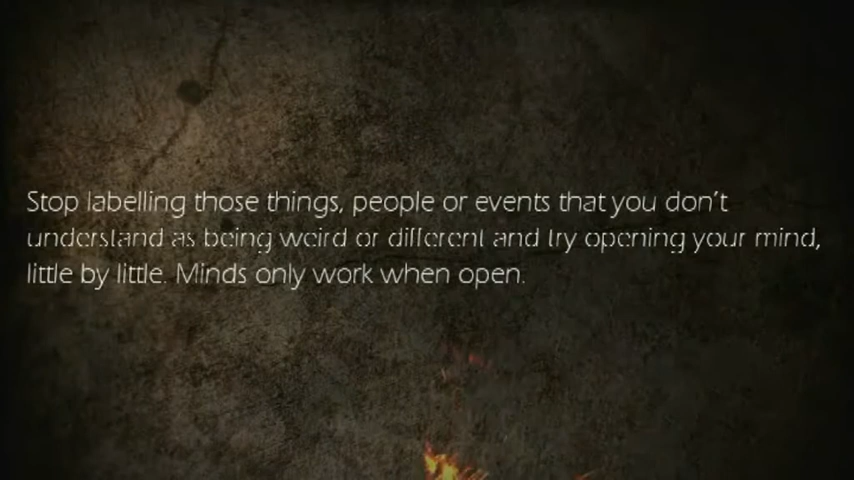 Stop labelling those things, people or events that you don't
understand as being weird or different and try opening your mind,
little by little. Minds only work when open.